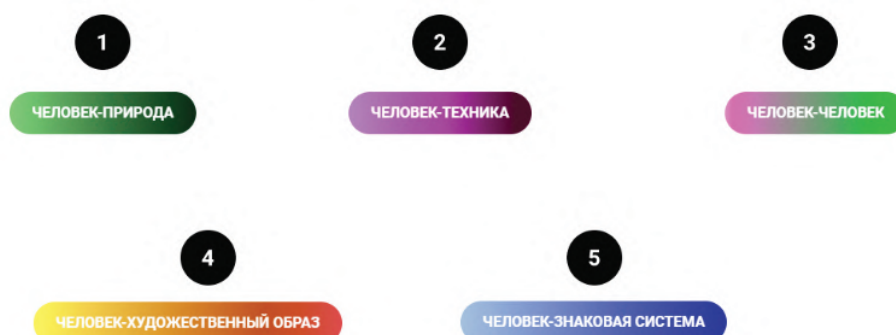 1
2
3
ЧЕЛОВЕК-ПРИРОДА
ЧЕЛОВЕК-ТЕХНИКА
ЧЕЛОВЕК-ЧЕЛОВЕК
4
5
ЧЕЛОВЕК-ХУДОЖЕСТВЕННЫЙ ОБРАЗ
ЧЕЛОВЕК-ЗНАКОВАЯ СИСТЕМА